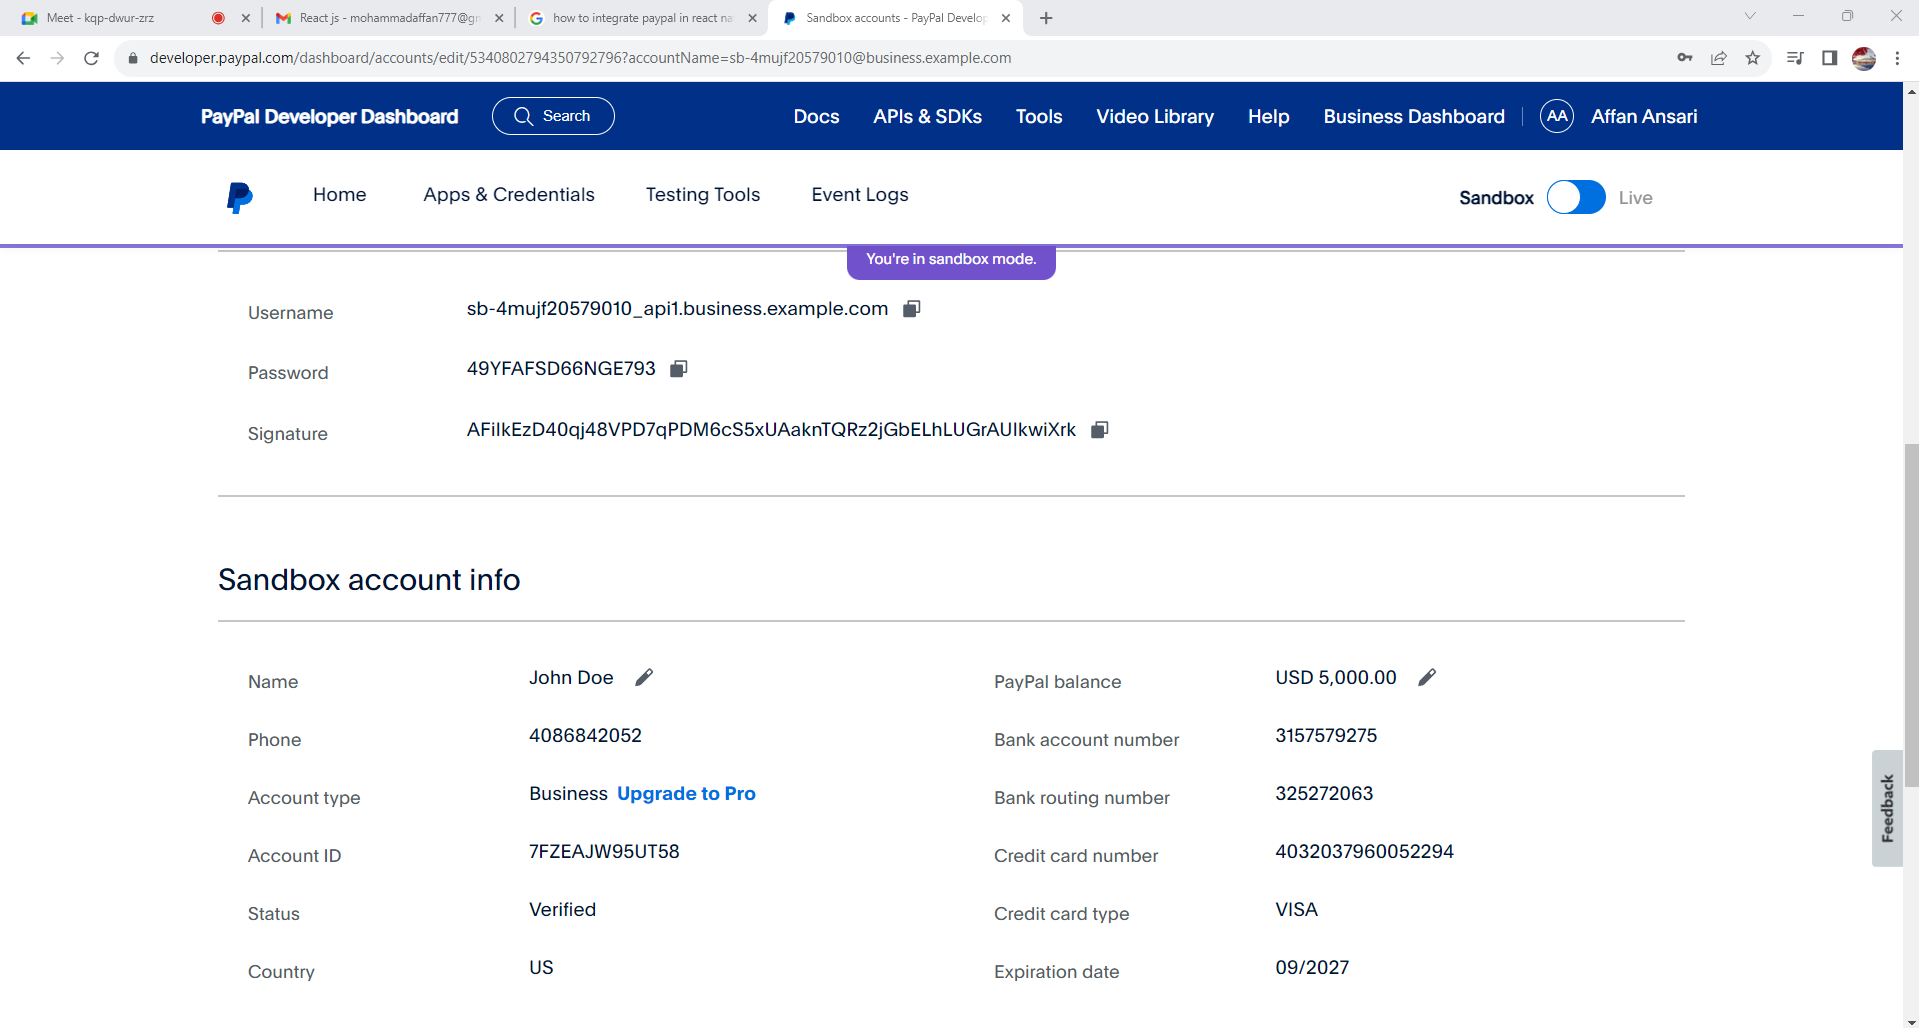 Meet - kqp-dwur-zrz
React js - mohammadaffan777@gm
how to integrate paypal in react na
Sandbox accounts - PayPal Develop
developer.paypal.com/dashboard/accounts/edit/5340802794350792796?accountName=sb-4mujf20579010@business.example.com
PayPal Developer Dashboard Search Docs APIs & SDKs Tools Video Library Help Business Dashboard AA Affan Ansari
Home Apps & Credentials Testing Tools Event Logs Sandbox Live
You're in sandbox mode.
Username sb-4mujf20579010_api1.business.example.com
Password 49YFAFSD66NGE793
Signature AFiIkEzD40qj48VPD7qPDM6cS5xUAaknTQRz2jGbELhLUGrAUIkwiXrk
Sandbox account info
Name John Doe PayPal balance USD 5,000.00
Phone 4086842052 Bank account number 3157579275
Account type Business Upgrade to Pro Bank routing number 325272063
Feedback
Account ID 7FZEAJW95UT58 Credit card number 4032037960052294
Status Verified Credit card type VISA
Country US Expiration date 09/2027